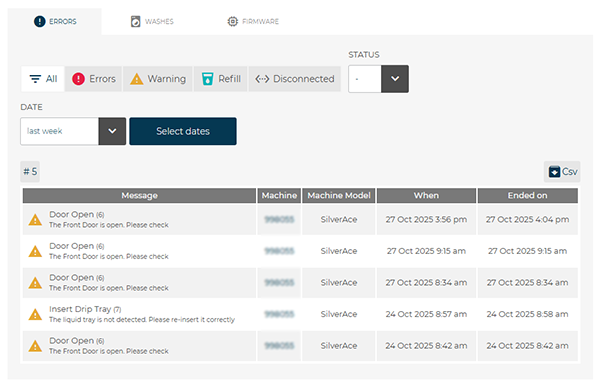 ERRORS WASHES FIRMWARE
STATUS
All Errors Warning Refill Disconnected -
DATE
last week Select dates
# 5 Csv
Message Machine Machine Model When Ended on
Door Open (6)
The Front Door is open. Please check
SilverAce 27 Oct 2025 3:56 pm 27 Oct 2025 4:04 pm
Door Open (6)
The Front Door is open. Please check
SilverAce 27 Oct 2025 9:15 am 27 Oct 2025 9:15 am
Door Open (6)
The Front Door is open. Please check
SilverAce 27 Oct 2025 8:34 am 27 Oct 2025 8:34 am
Insert Drip Tray (7)
The liquid tray is not detected. Please re-insert it correctly
SilverAce 24 Oct 2025 8:57 am 24 Oct 2025 8:58 am
Door Open (6)
The Front Door is open. Please check
SilverAce 24 Oct 2025 8:42 am 24 Oct 2025 8:42 am